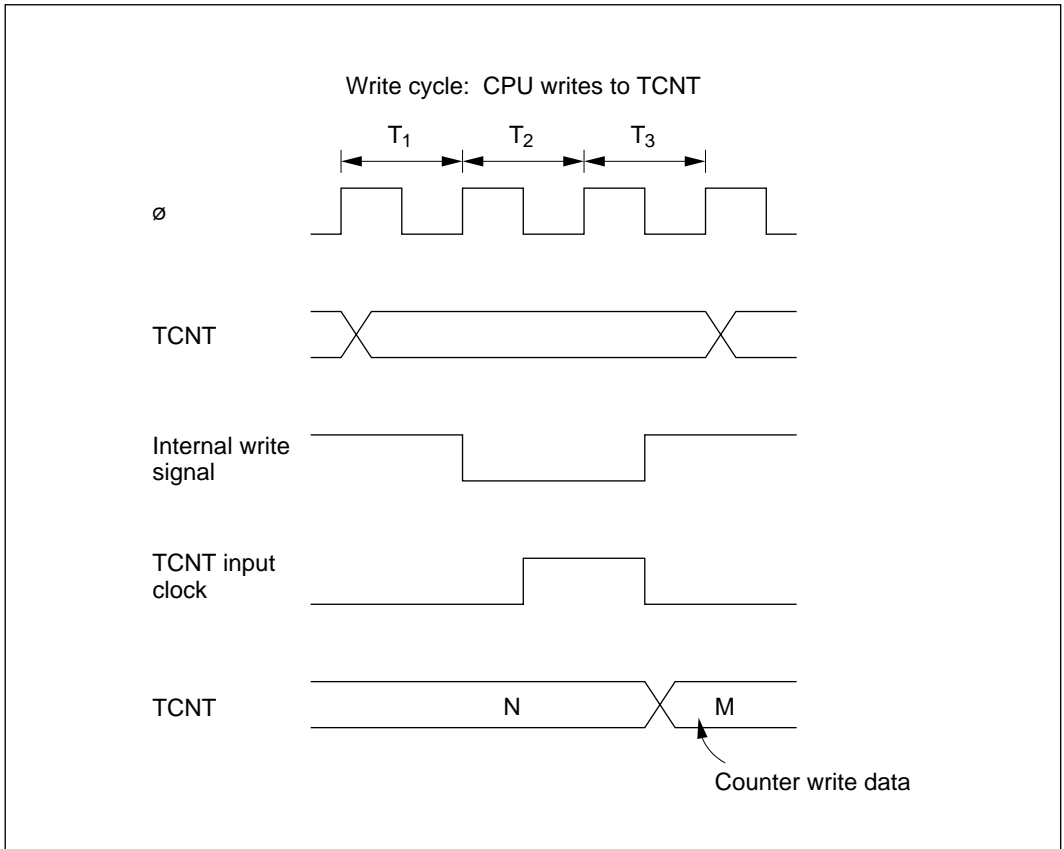 Write cycle: CPU writes to TCNT
T1 T2 T3
ø
TCNT
Internal write
signal
TCNT input
clock
TCNT N M
Counter write data